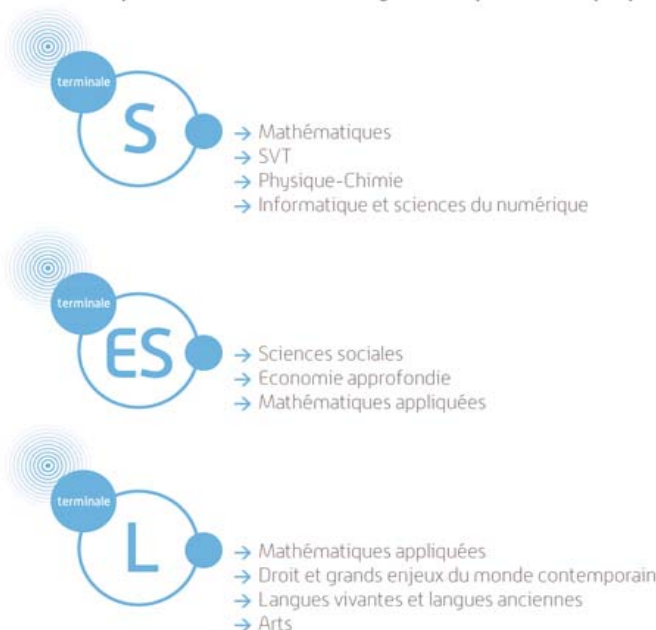 terminale
S
→ Mathématiques
→ SVT
→ Physique-Chimie
→ Informatique et sciences du numérique
terminale
ES
→ Sciences sociales
→ Economie approfondie
→ Mathématiques appliquées
terminale
L
→ Mathématiques appliquées
→ Droit et grands enjeux du monde contemporain
→ Langues vivantes et langues anciennes
→ Arts